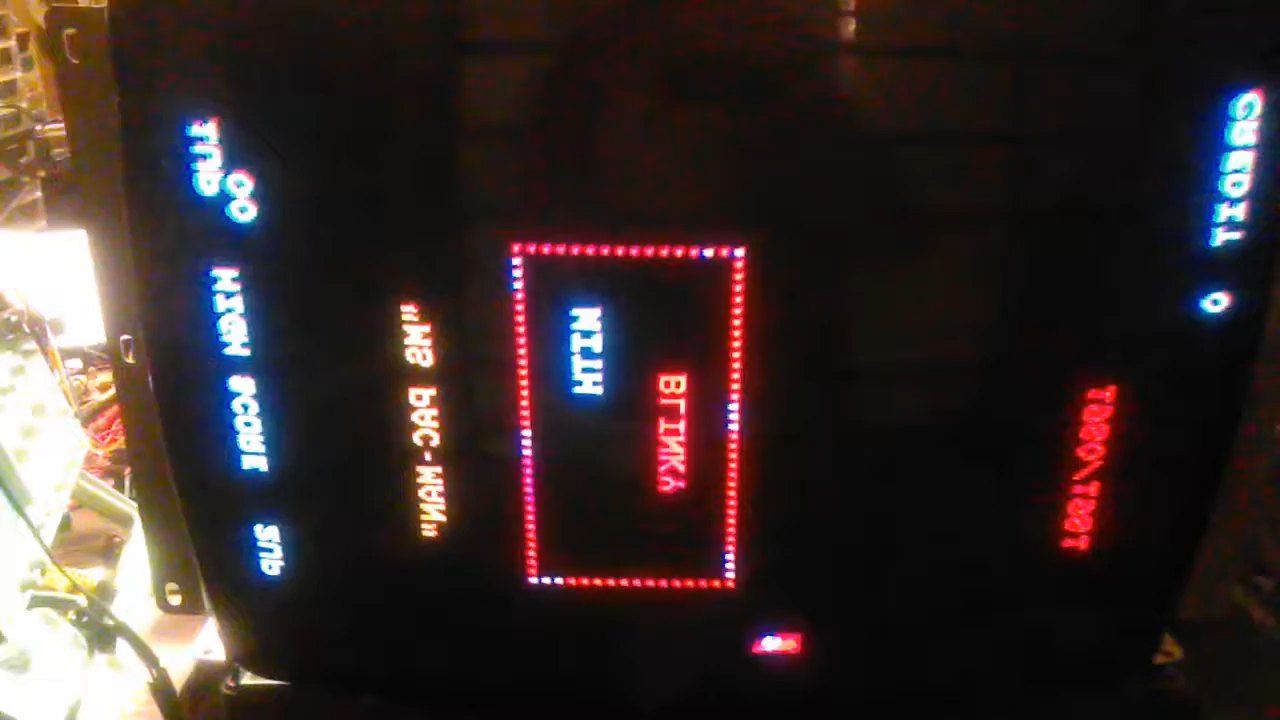 1UP HIGH SCORE 2UP
00
"MS PAC-MAN"
WITH
BLINKY
1980/1981
CREDIT 0